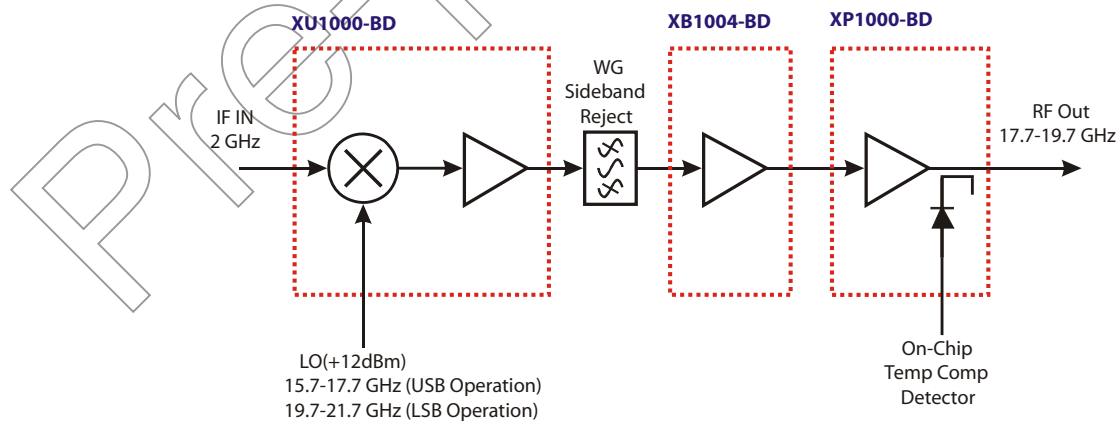 XU1000-BD
XB1004-BD
XP1000-BD
WG
Sideband
Reject
IF IN
2 GHz
RF Out
17.7-19.7 GHz
LO(+12dBm)
15.7-17.7 GHz (USB Operation)
19.7-21.7 GHz (LSB Operation)
On-Chip
Temp Comp
Detector